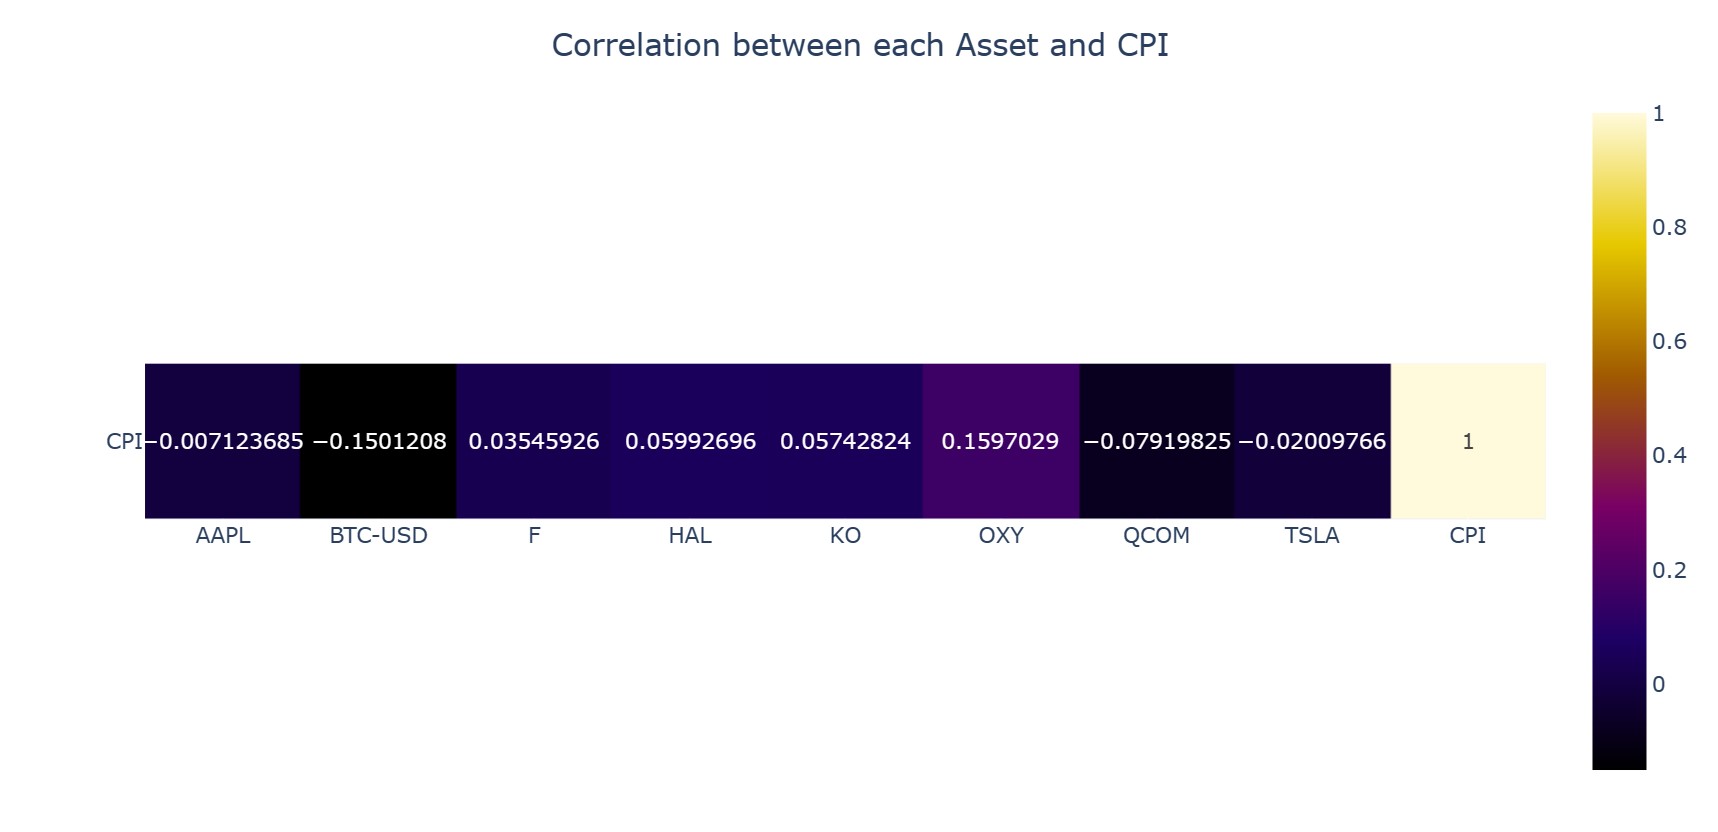 Correlation between each Asset and CPI
1
0.8
0.6
0.4
0.2
0
CPI −0.007123685 −0.1501208 0.03545926 0.05992696 0.05742824 0.1597029 −0.07919825 −0.02009766 1
AAPL BTC-USD F HAL KO OXY QCOM TSLA CPI